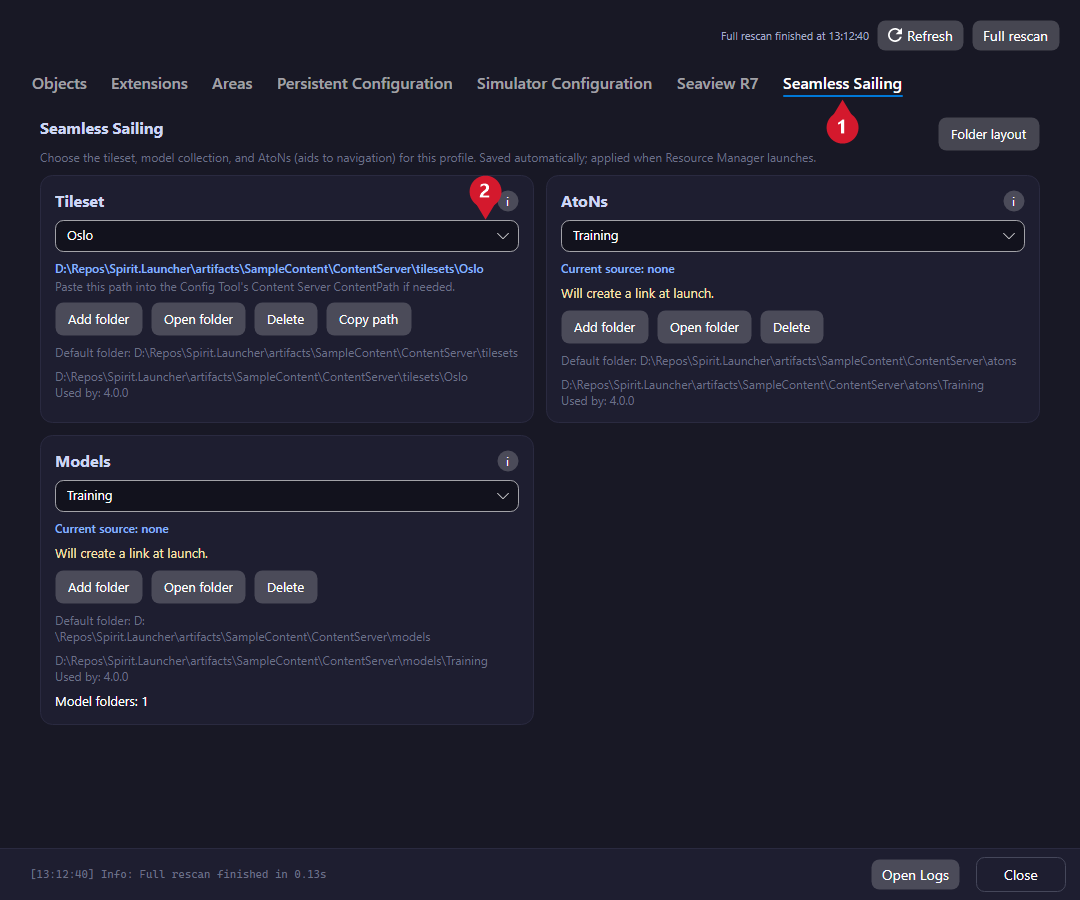 Full rescan finished at 13:12:40
Refresh
Full rescan
Objects
Extensions
Areas
Persistent Configuration
Simulator Configuration
Seaview R7
Seamless Sailing
1
Seamless Sailing
Folder layout
Choose the tileset, model collection, and AtoNs (aids to navigation) for this profile. Saved automatically; applied when Resource Manager launches.
Tileset
2
i
Oslo
D:\Repos\Spirit.Launcher\artifacts\SampleContent\ContentServer\tilesets\Oslo
Paste this path into the Config Tool's Content Server ContentPath if needed.
Add folder
Open folder
Delete
Copy path
Default folder: D:\Repos\Spirit.Launcher\artifacts\SampleContent\ContentServer\tilesets
D:\Repos\Spirit.Launcher\artifacts\SampleContent\ContentServer\tilesets\Oslo
Used by: 4.0.0
AtoNs
i
Training
Current source: none
Will create a link at launch.
Add folder
Open folder
Delete
Default folder: D:\Repos\Spirit.Launcher\artifacts\SampleContent\ContentServer\atons
D:\Repos\Spirit.Launcher\artifacts\SampleContent\ContentServer\atons\Training
Used by: 4.0.0
Models
i
Training
Current source: none
Will create a link at launch.
Add folder
Open folder
Delete
Default folder: D:
\Repos\Spirit.Launcher\artifacts\SampleContent\ContentServer\models
D:\Repos\Spirit.Launcher\artifacts\SampleContent\ContentServer\models\Training
Used by: 4.0.0
Model folders: 1
[13:12:40] Info: Full rescan finished in 0.13s
Open Logs
Close